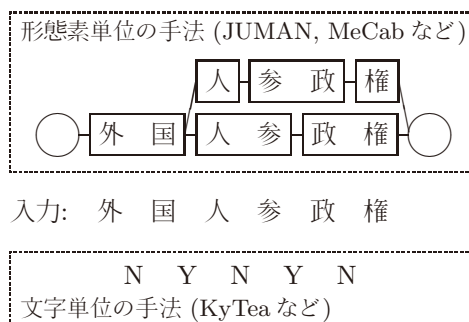 形態素単位の手法 (JUMAN, MeCab など)
人 参 政 権
外 国 人 参 政 権
入力: 外 国 人 参 政 権
N Y N Y N
文字単位の手法 (KyTea など)